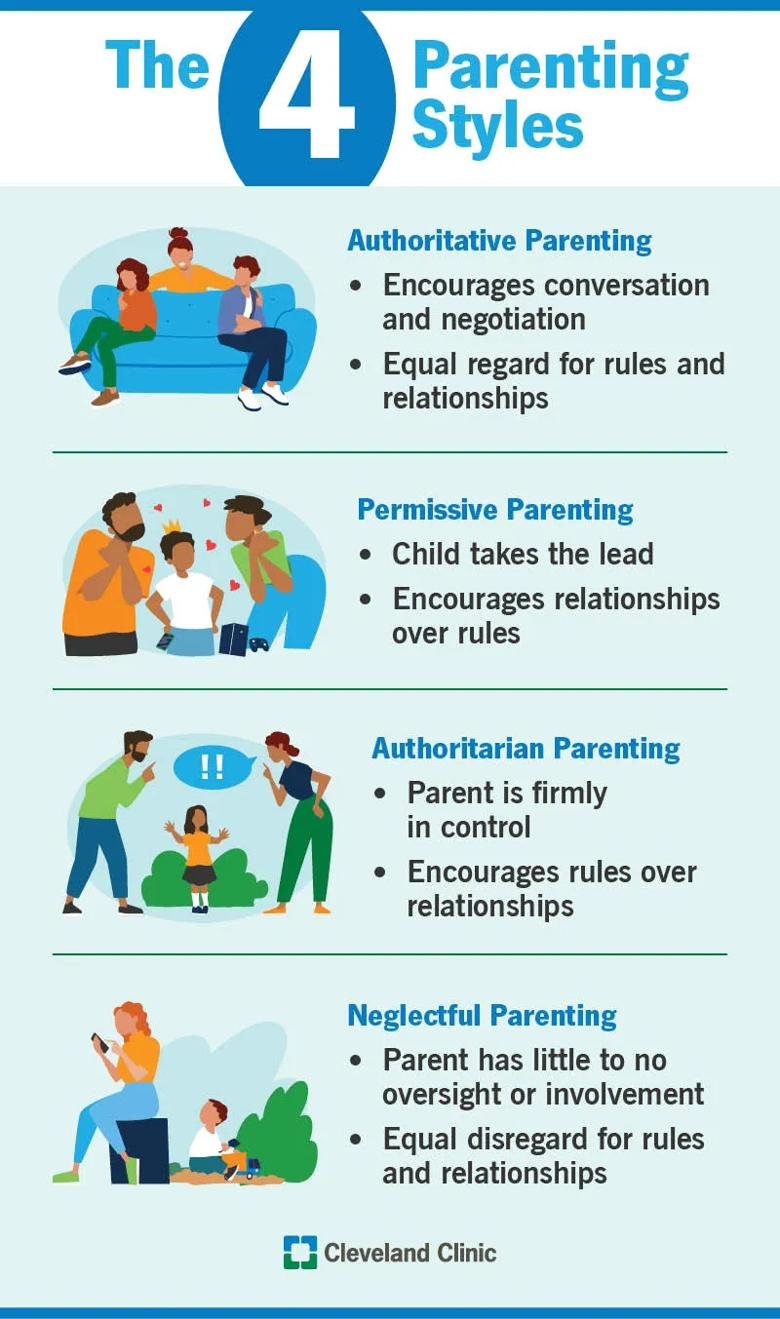 The 4 Parenting
Styles
Authoritative Parenting
• Encourages conversation
and negotiation
• Equal regard for rules and
relationships
Permissive Parenting
• Child takes the lead
• Encourages relationships
over rules
!!
Authoritarian Parenting
• Parent is firmly
in control
• Encourages rules over
relationships
Neglectful Parenting
• Parent has little to no
oversight or involvement
• Equal disregard for rules
and relationships
Cleveland Clinic